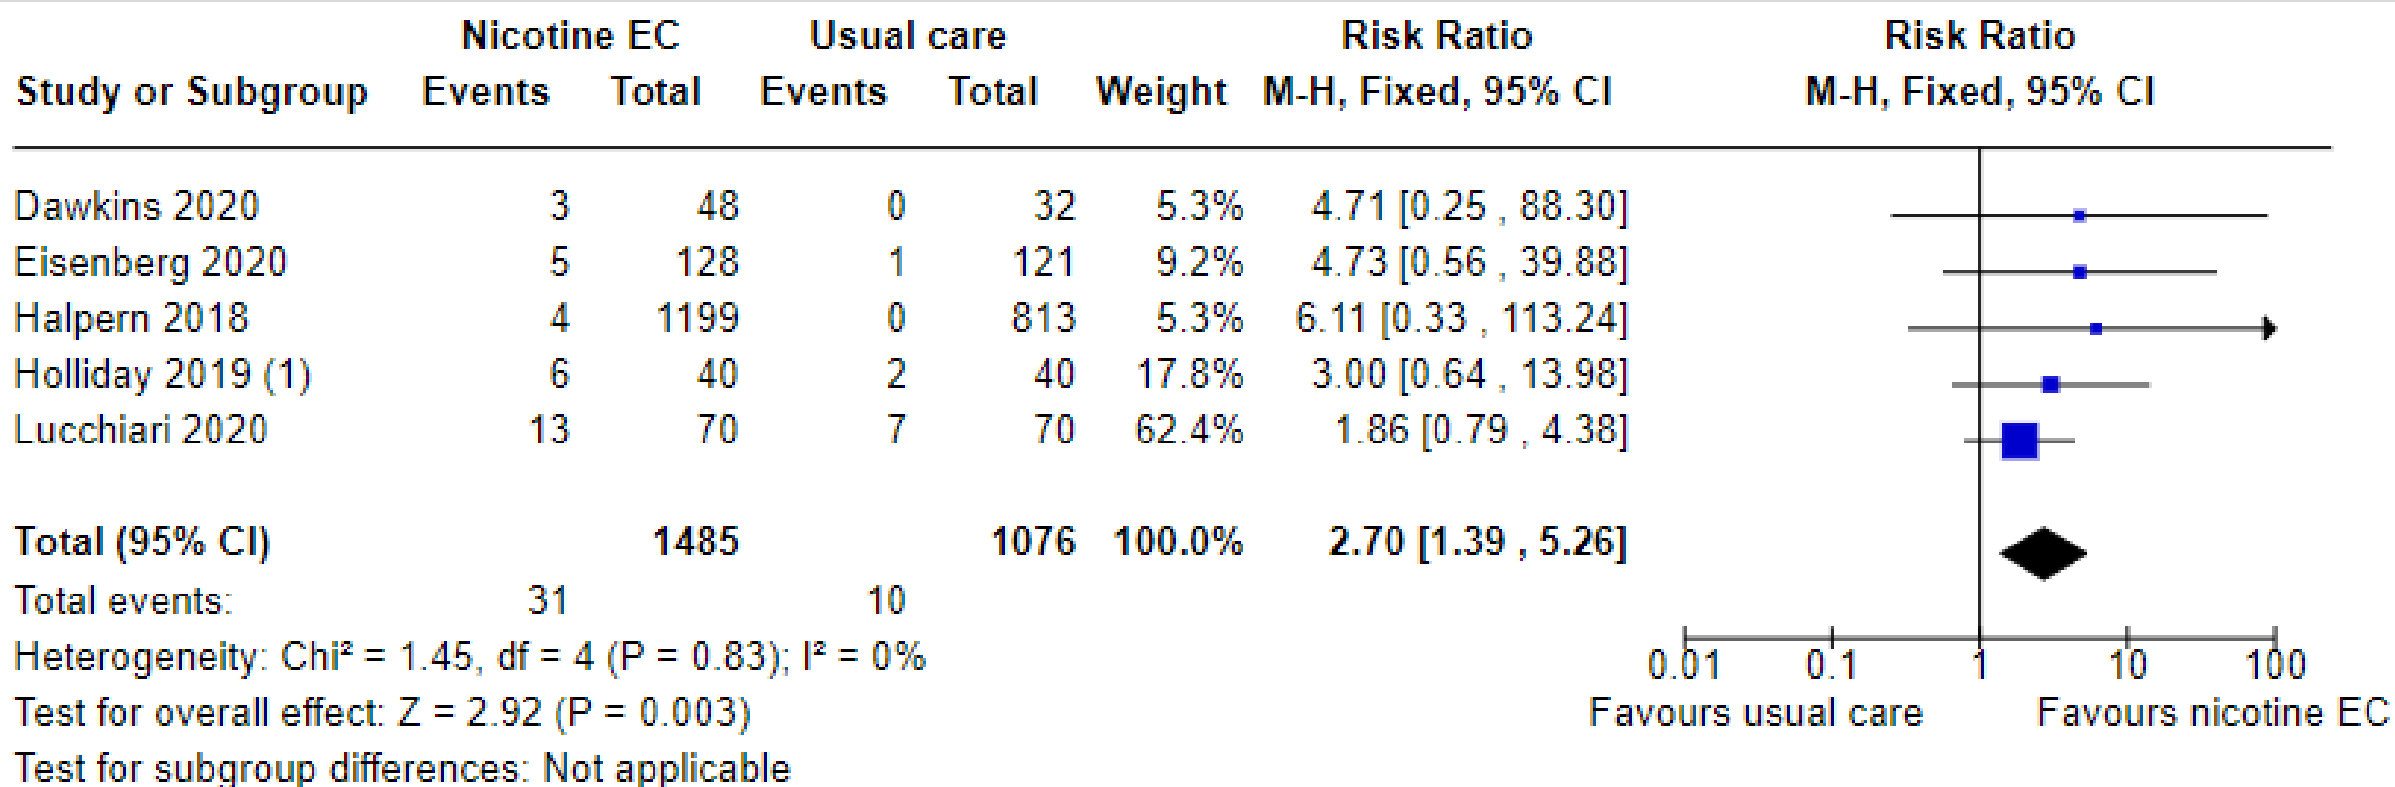 Nicotine EC Usual care Risk Ratio Risk Ratio
Study or Subgroup Events Total Events Total Weight M-H, Fixed, 95% CI M-H, Fixed, 95% CI
Dawkins 2020 3 48 0 32 5.3% 4.71 [0.25 , 88.30]
Eisenberg 2020 5 128 1 121 9.2% 4.73 [0.56 , 39.88]
Halpern 2018 4 1199 0 813 5.3% 6.11 [0.33 , 113.24]
Holliday 2019 (1) 6 40 2 40 17.8% 3.00 [0.64 , 13.98]
Lucchiari 2020 13 70 7 70 62.4% 1.86 [0.79 , 4.38]
Total (95% CI) 1485 1076 100.0% 2.70 [1.39 , 5.26]
Total events: 31 10
Heterogeneity: Chi² = 1.45, df = 4 (P = 0.83); I² = 0%
0.01 0.1 1 10 100
Test for overall effect: Z = 2.92 (P = 0.003)
Favours usual care Favours nicotine EC
Test for subgroup differences: Not applicable